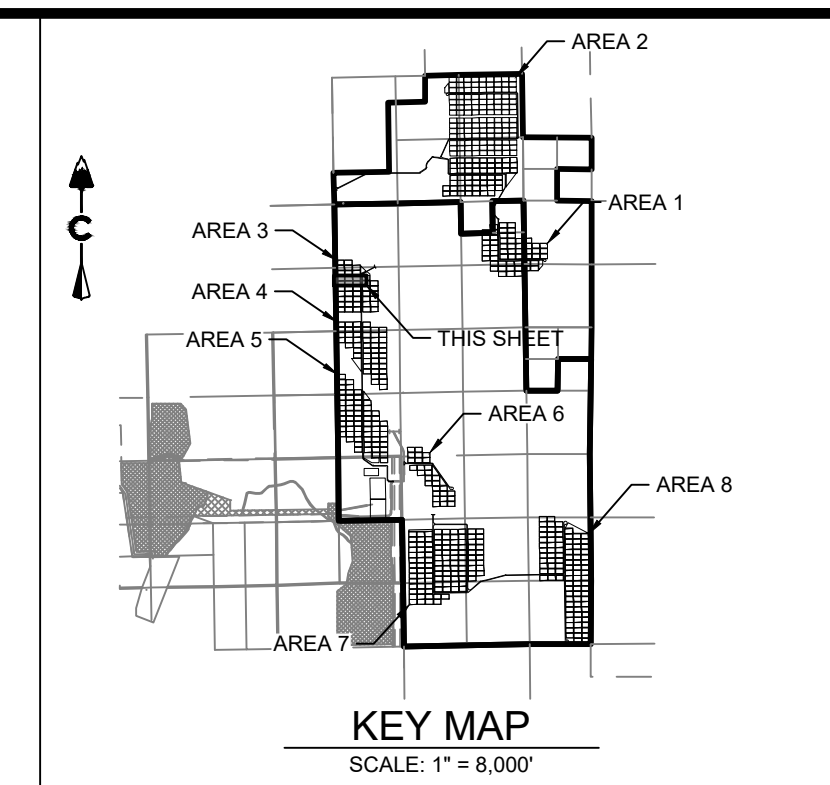 AREA 2
AREA 1
C
AREA 3
AREA 4
AREA 5
THIS SHEET
AREA 6
AREA 8
AREA 7
KEY MAP
SCALE: 1" = 8,000'